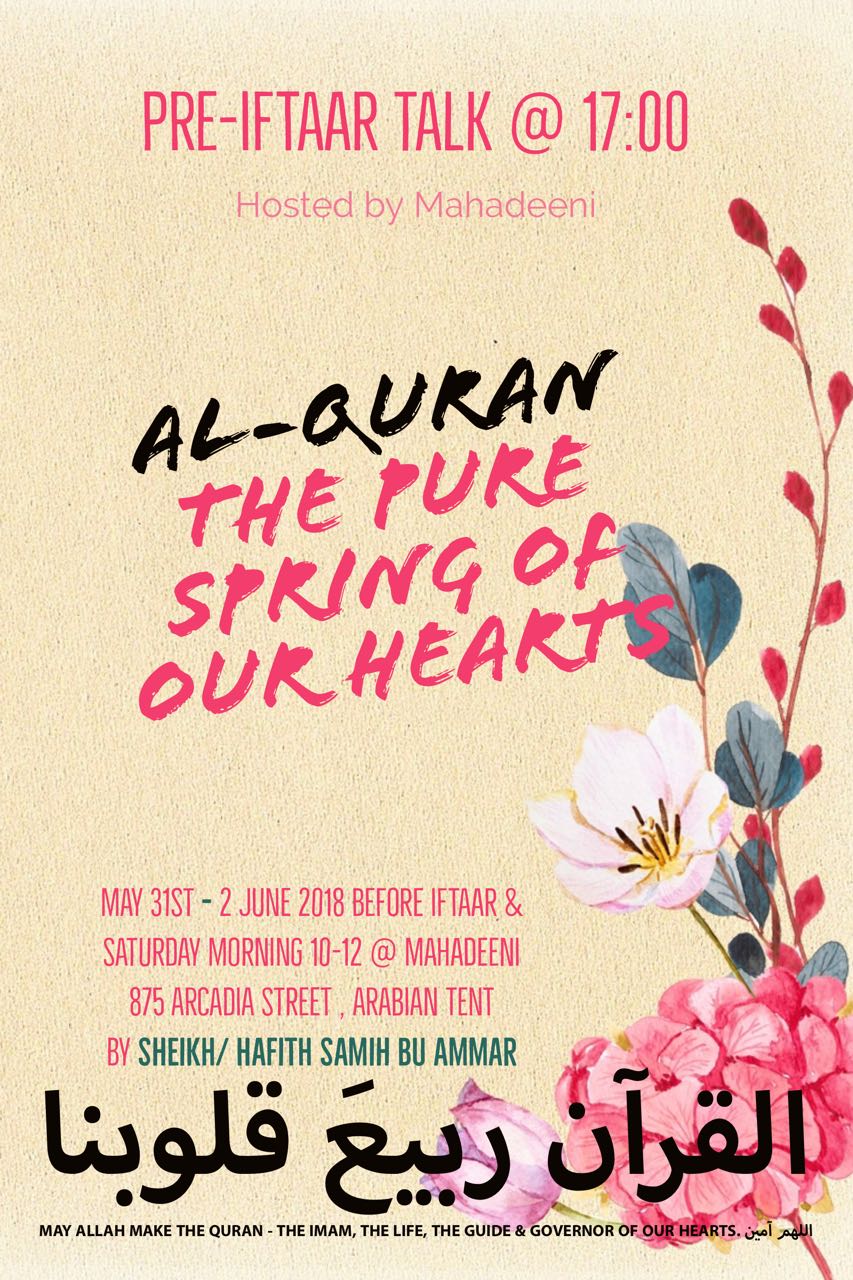 PRE-IFTAAR TALK @ 17:00
Hosted by Mahadeeni
AL-QURAN
THE PURE
SPRING OF
OUR HEARTS
MAY 31ST - 2 JUNE 2018 BEFORE IFTAAR &
SATURDAY MORNING 10-12 @ MAHADEENI
875 ARCADIA STREET , ARABIAN TENT
BY SHEIKH/ HAFITH SAMIH BU AMMAR
القرآن ربيعَ قلوبنا
MAY ALLAH MAKE THE QURAN - THE IMAM, THE LIFE, THE GUIDE & GOVERNOR OF OUR HEARTS. اللهم آمين